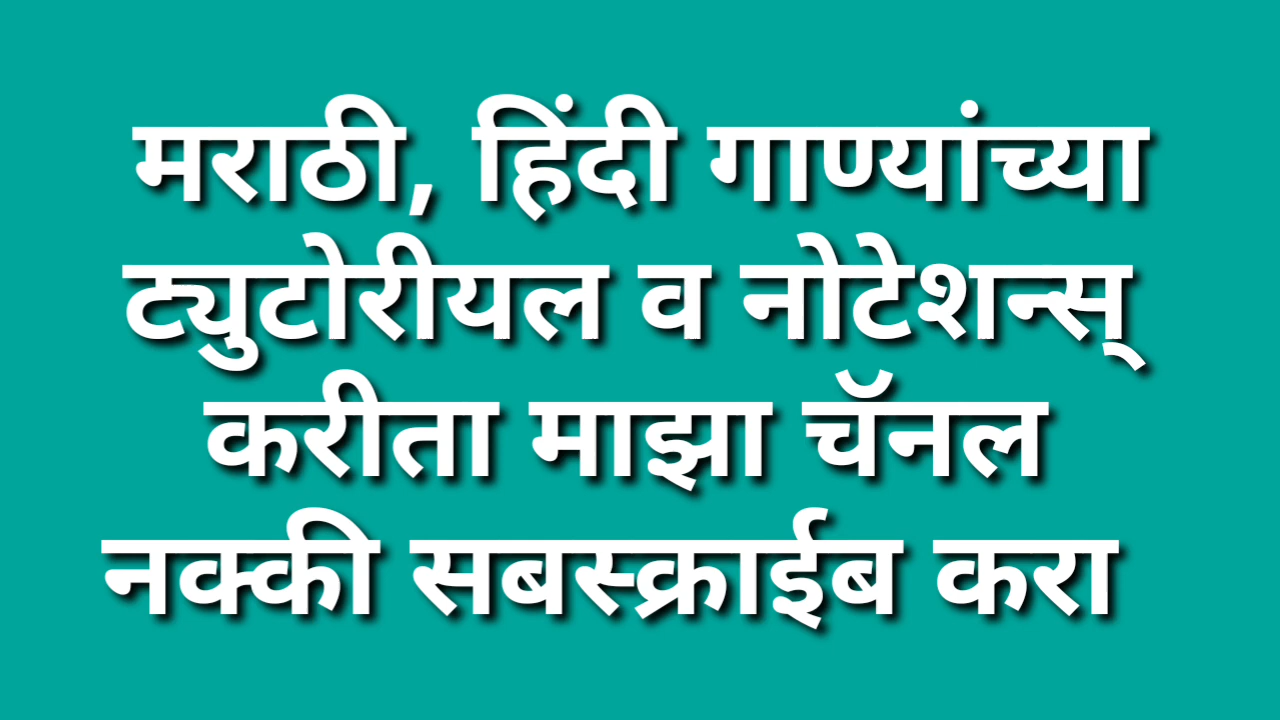 मराठी, हिंदी गाण्यांच्या
ट्युटोरीयल व नोटेशन्स्
करीता माझा चॅनल
नक्की सबस्क्राईब करा